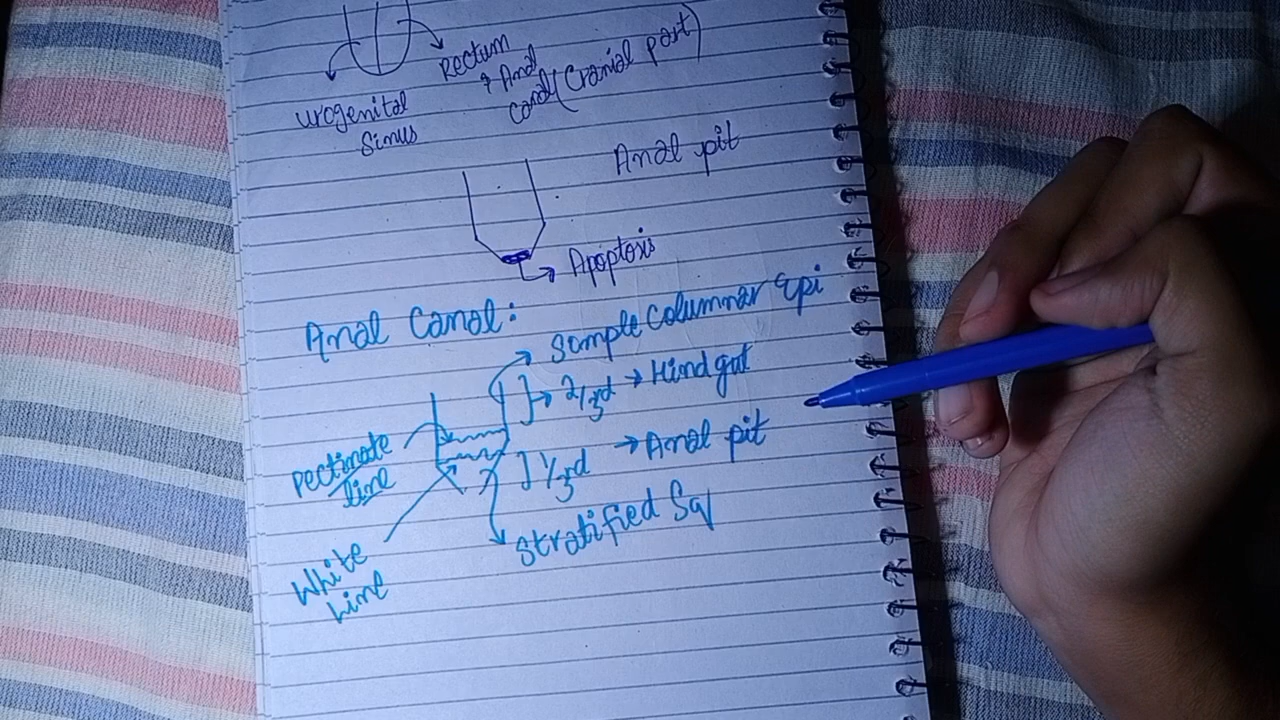 Rectum
& Anal
canal (Cranial part)
Urogenital
Sinus
Anal pit
Apoptosis
Anal Canal:
Simple Columnar Epi
2/3rd → Hind gut
Pectinate
line
1/3rd → Anal pit
Stratified Sq
White
Line